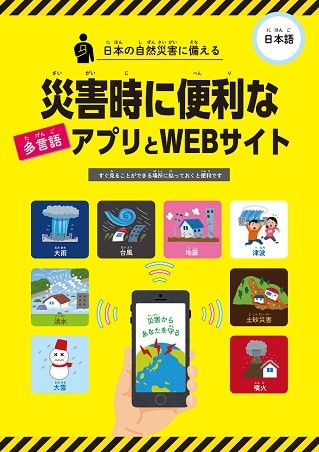 日本語
日本の自然災害に備える
災害時に便利な
多言語
アプリとWEBサイト
すぐ見ることができる場所に貼っておくと便利です
大雨
台風
地震
津波
洪水
土砂災害
大雪
噴火
災害から
あなたを守る